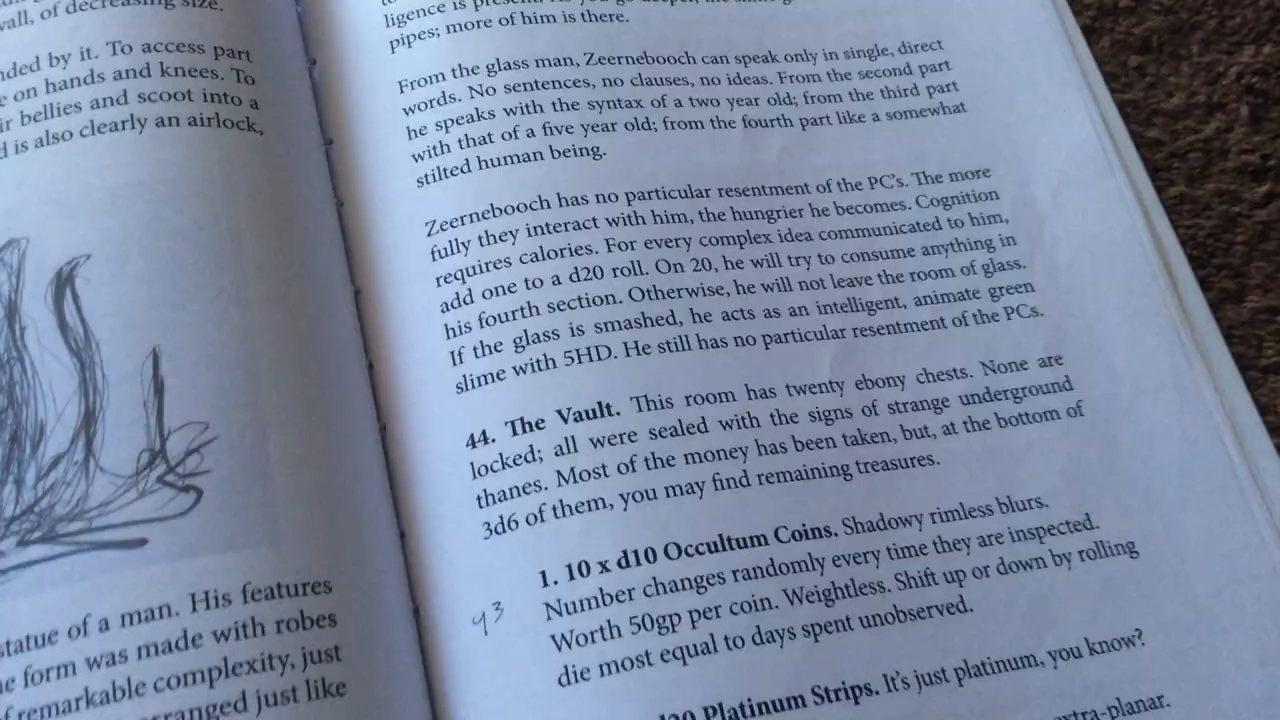 vall, of decreasing size.
nded by it. To access part
e on hands and knees. To
ir bellies and scoot into a
is also clearly an airlock,
statue of a man. His features
e form was made with robes
remarkable complexity, just
just like
ligence is
pipes; more of him is there.
From the glass man, Zeernebooch can speak only in single, direct
words. No sentences, no clauses, no ideas. From the second part
he speaks with the syntax of a two year old; from the third part
with that of a five year old; from the fourth part like a somewhat
stilted human being.
Zeernebooch has no particular resentment of the PC's. The more
fully they interact with him, the hungrier he becomes. Cognition
requires calories. For every complex idea communicated to him,
add one to a d20 roll. On 20, he will try to consume anything in
his fourth section. Otherwise, he will not leave the room of glass.
If the glass is smashed, he acts as an intelligent, animate green
slime with 5HD. He still has no particular resentment of the PCs.
44. The Vault. This room has twenty ebony chests. None are
locked; all were sealed with the signs of strange underground
thanes. Most of the money has been taken, but, at the bottom of
3d6 of them, you may find remaining treasures.
1. 10 x d10 Occultum Coins. Shadowy rimless blurs.
Number changes randomly every time they are inspected.
Worth 50gp per coin. Weightless. Shift up or down by rolling
die most equal to days spent unobserved.
Platinum Strips. It's just platinum, you know?